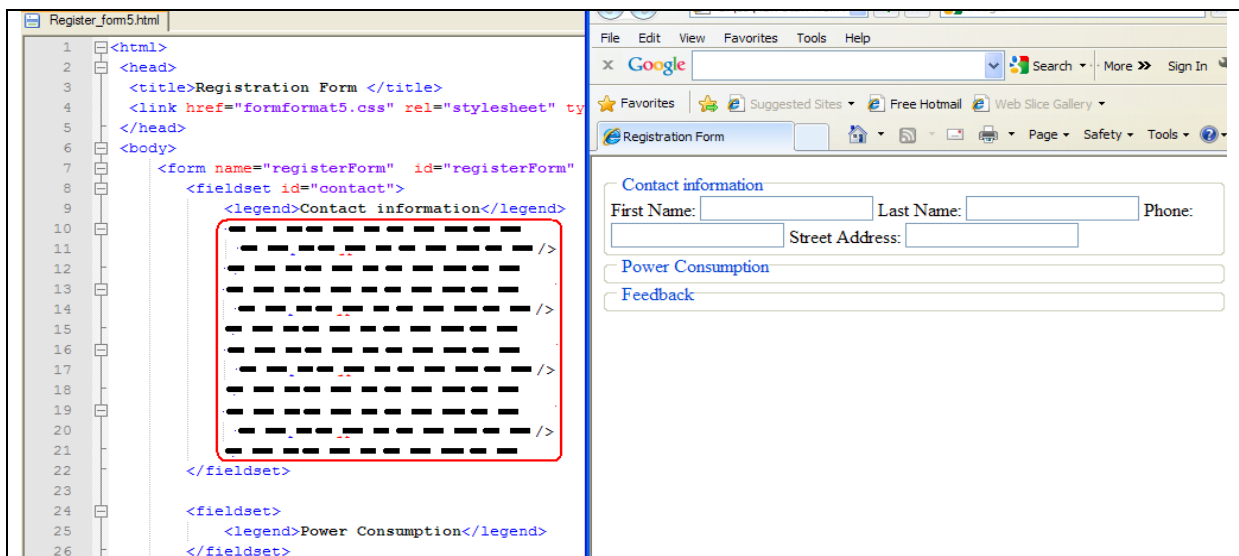 Register_form5.html
1 <html>
2 <head>
3 <title>Registration Form </title>
4 <link href="formformat5.css" rel="stylesheet" ty
5 </head>
6 <body>
7 <form name="registerForm" id="registerForm"
8 <fieldset id="contact">
9 <legend>Contact information</legend>
10
11 />
12
13
14 />
15
16
17 />
18
19
20 />
21
22 </fieldset>
23
24 <fieldset>
25 <legend>Power Consumption</legend>
26 </fieldset>
File Edit View Favorites Tools Help
x Google Search More >> Sign In
Favorites Suggested Sites Free Hotmail Web Slice Gallery
Registration Form Page Safety Tools
Contact information
First Name: Last Name: Phone:
Street Address:
Power Consumption
Feedback